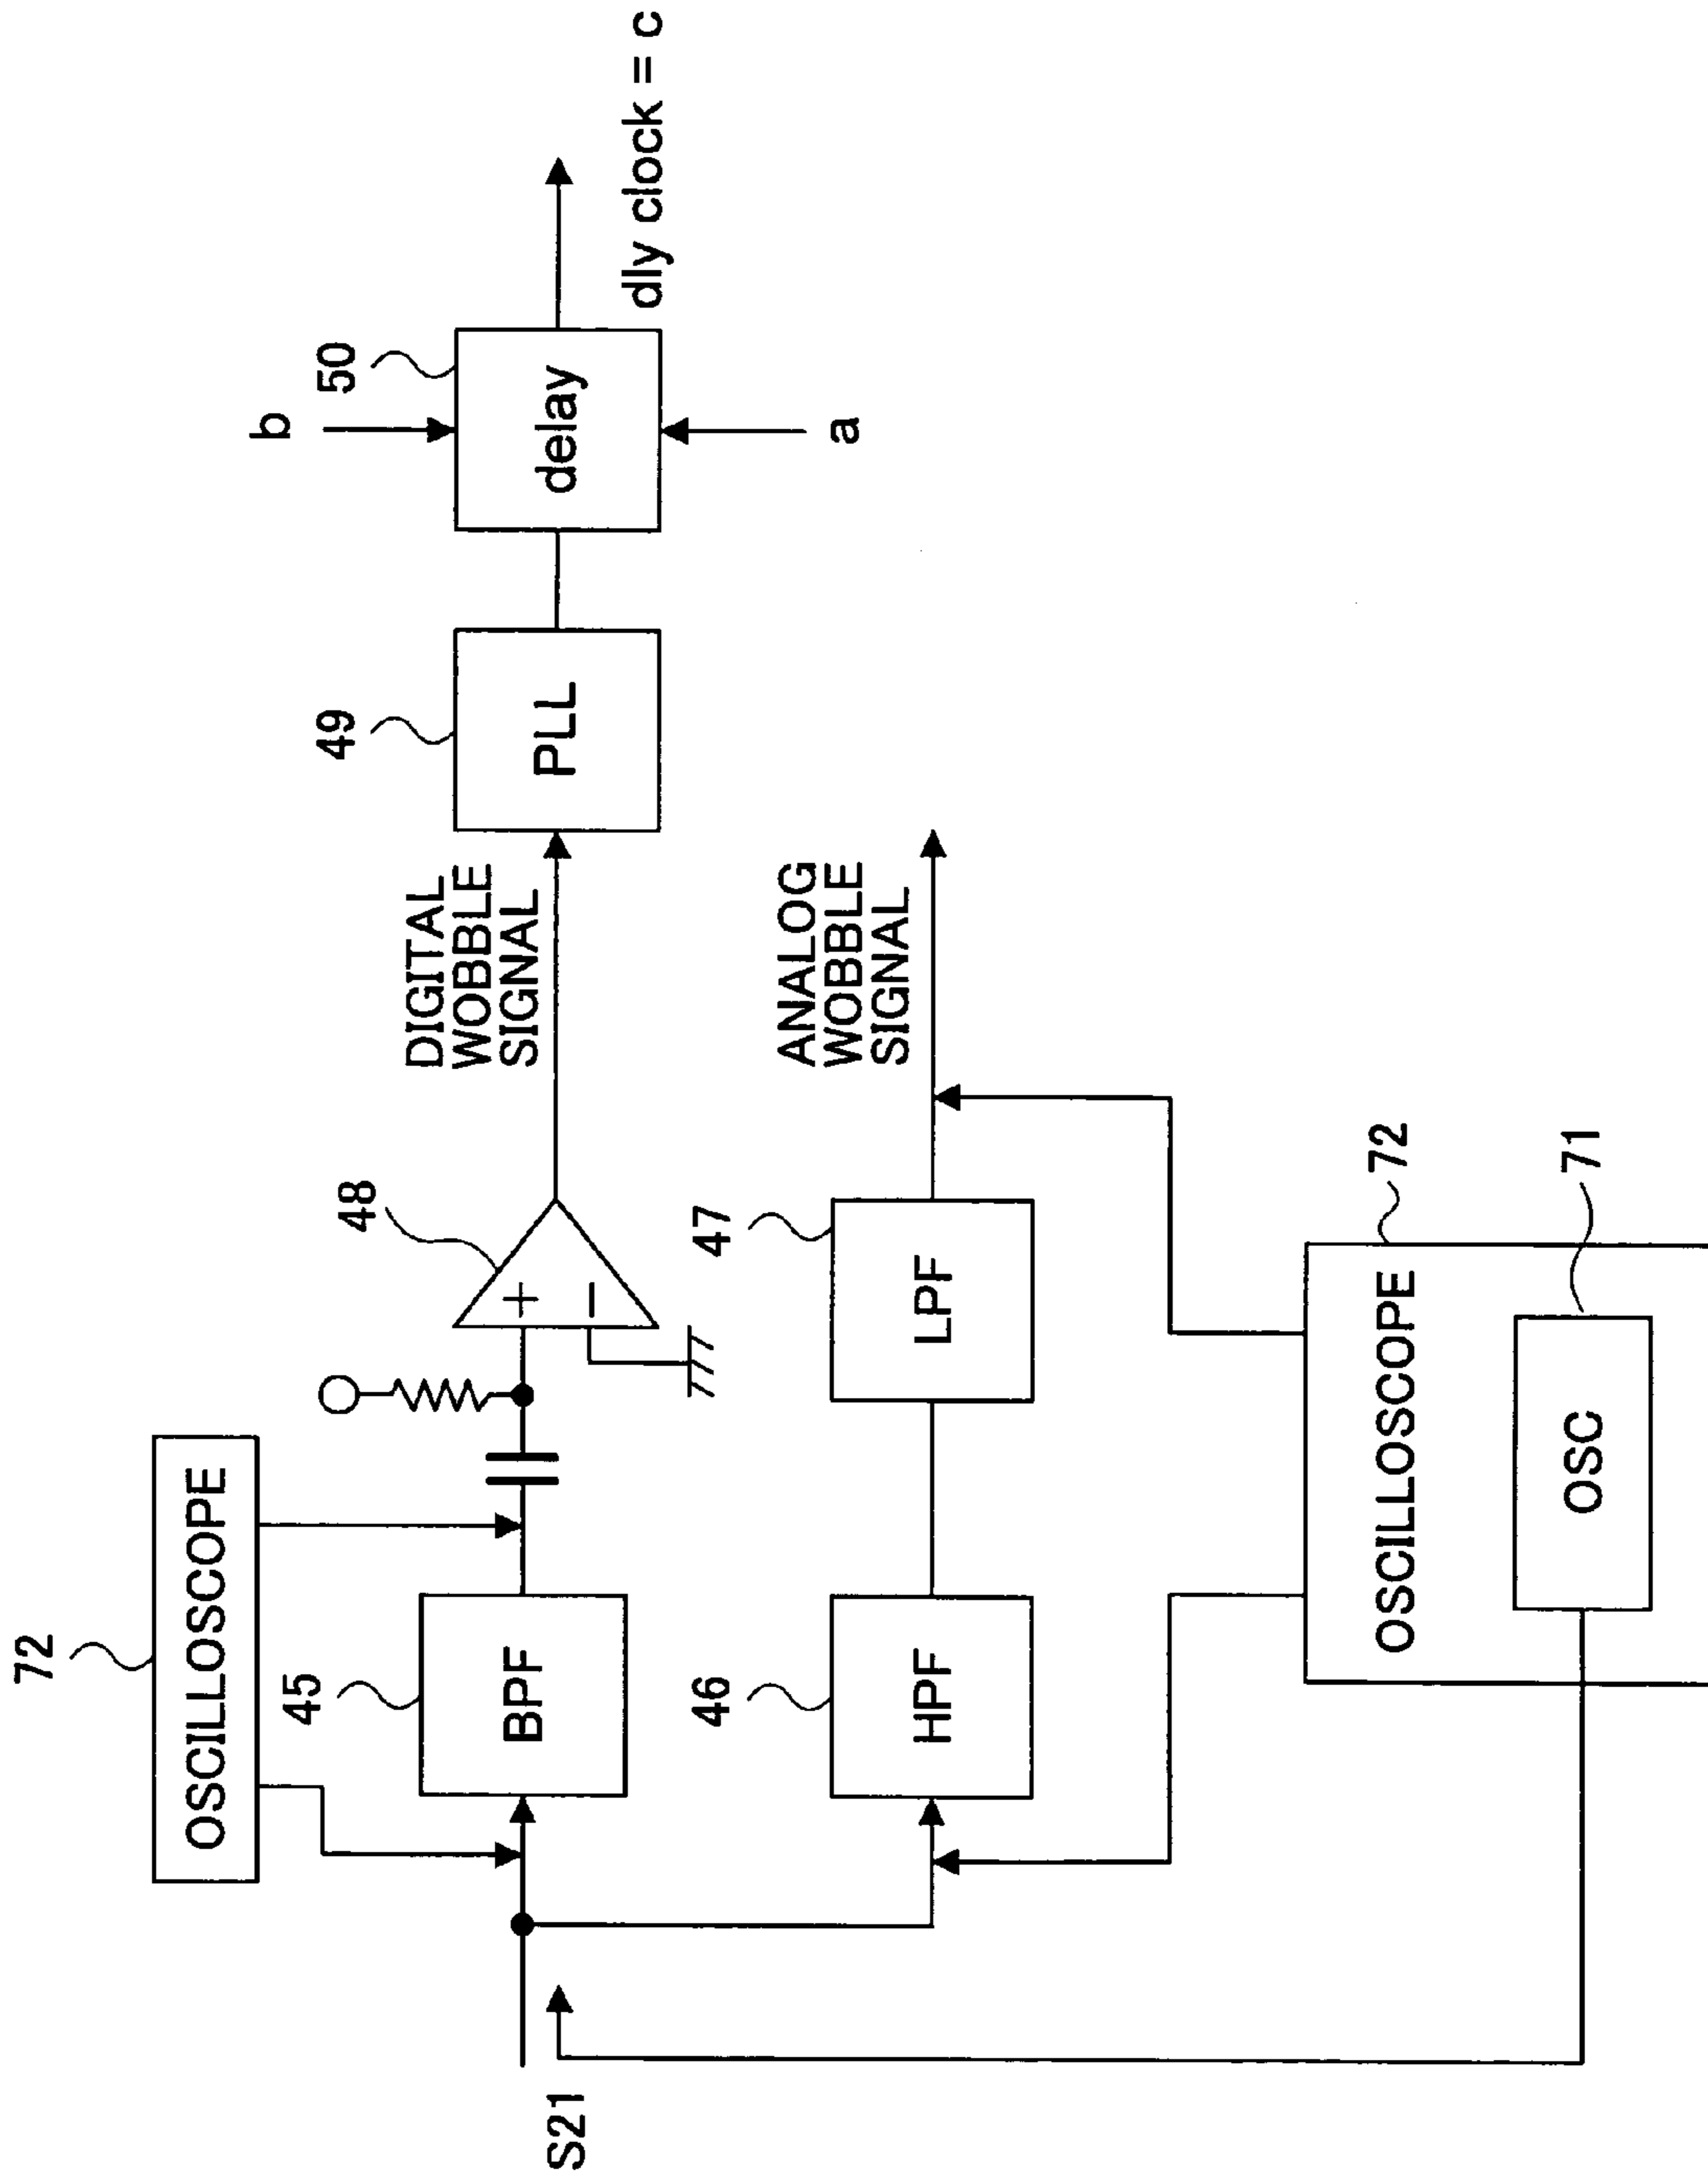 72
OSCILLOSCOPE
45
BPF
48
+
−
DIGITAL
WOBBLE
SIGNAL
49
PLL
b
50
delay
a
dly clock = c
S21
46
HPF
47
LPF
ANALOG
WOBBLE
SIGNAL
72
OSCILLOSCOPE
71
OSC